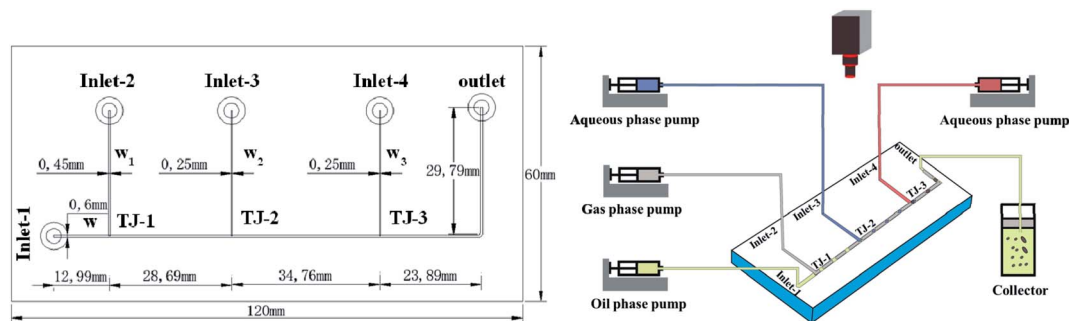 Inlet-2
Inlet-3
Inlet-4
outlet
w1
w2
w3
0,45mm
0,25mm
0,25mm
29,79mm
60mm
0,6mm
Inlet-1
w
TJ-1
TJ-2
TJ-3
12,99mm
28,69mm
34,76mm
23,89mm
120mm
Aqueous phase pump
Aqueous phase pump
Gas phase pump
Oil phase pump
Collector
outlet
Inlet-4
Inlet-3
Inlet-2
Inlet-1
TJ-3
TJ-2
TJ-1